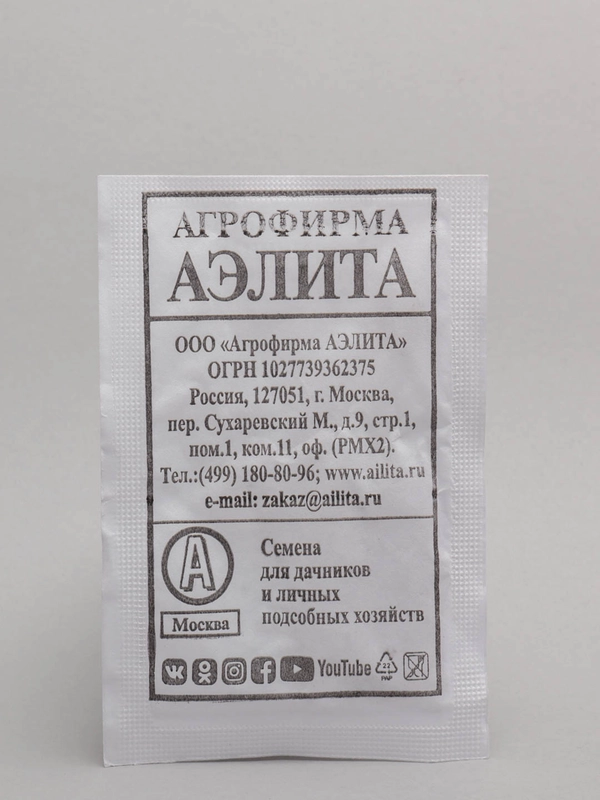 АГРОФИРМА
АЭЛИТА
ООО «Агрофирма АЭЛИТА»
ОГРН 1027739362375
Россия, 127051, г. Москва,
пер. Сухаревский М., д.9, стр.1,
пом.1, ком.11, оф. (РМХ2).
Тел.:(499) 180-80-96; www.ailita.ru
e-mail: zakaz@ailita.ru
А
Москва
Семена
для дачников
и личных
подсобных хозяйств
YouTube
22
PAP